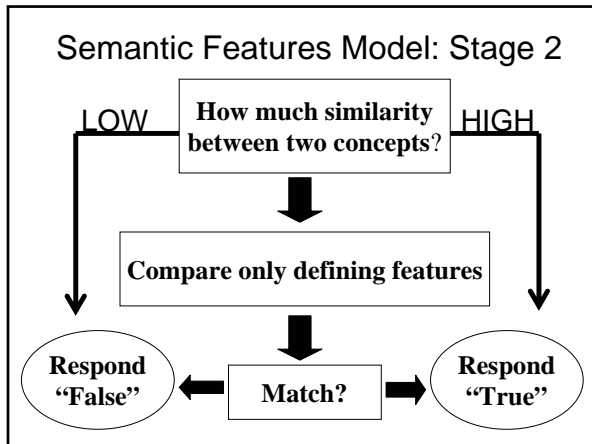 Semantic Features Model: Stage 2
LOW
How much similarity
between two concepts?
HIGH
Compare only defining features
Respond
“False”
Match?
Respond
“True”